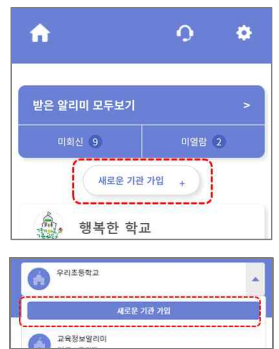 받은 알리미 모두보기 >
미회신 9 미열람 2
새로운 기관 가입 +
행복한 학교
우리초등학교
새로운 기관 가입
교육정보알리미